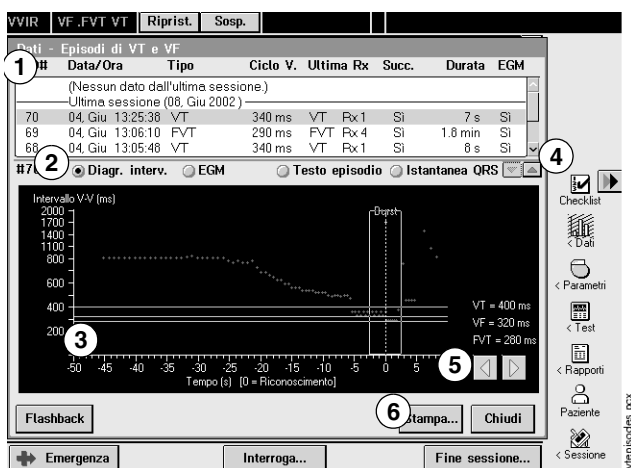 VVIR VF .FVT VT Riprist. Sosp.
Dati - Episodi di VT e VF
1 # Data/Ora Tipo Ciclo V. Ultima Rx Succ. Durata EGM
(Nessun dato dall'ultima sessione.)
Ultima sessione (08, Giu 2002 )
70 04, Giu 13:25:38 VT 340 ms VT Rx 1 Sì 7 s Sì
69 04, Giu 13:06:10 FVT 290 ms FVT Rx 4 Sì 1.8 min Sì
68 04, Giu 13:05:48 VT 340 ms VT Rx 1 Sì 8 s Sì
2 Diagr. interv. EGM Testo episodio Istantanea QRS 4
Intervallo V-V (ms)
2000
1700
1400
1100
800
600
400
200
Burst
VT = 400 ms
VF = 320 ms
FVT = 280 ms
3
5
-50 -45 -40 -35 -30 -25 -20 -15 -10 -5 0 5
Tempo (s) [0 = Riconoscimento]
Flashback 6 Stampa... Chiudi
Emergenza Interroga... Fine sessione...
Checklist
< Dati
< Parametri
< Test
< Rapporti
Paziente
< Sessione
vtepisodes.pcx